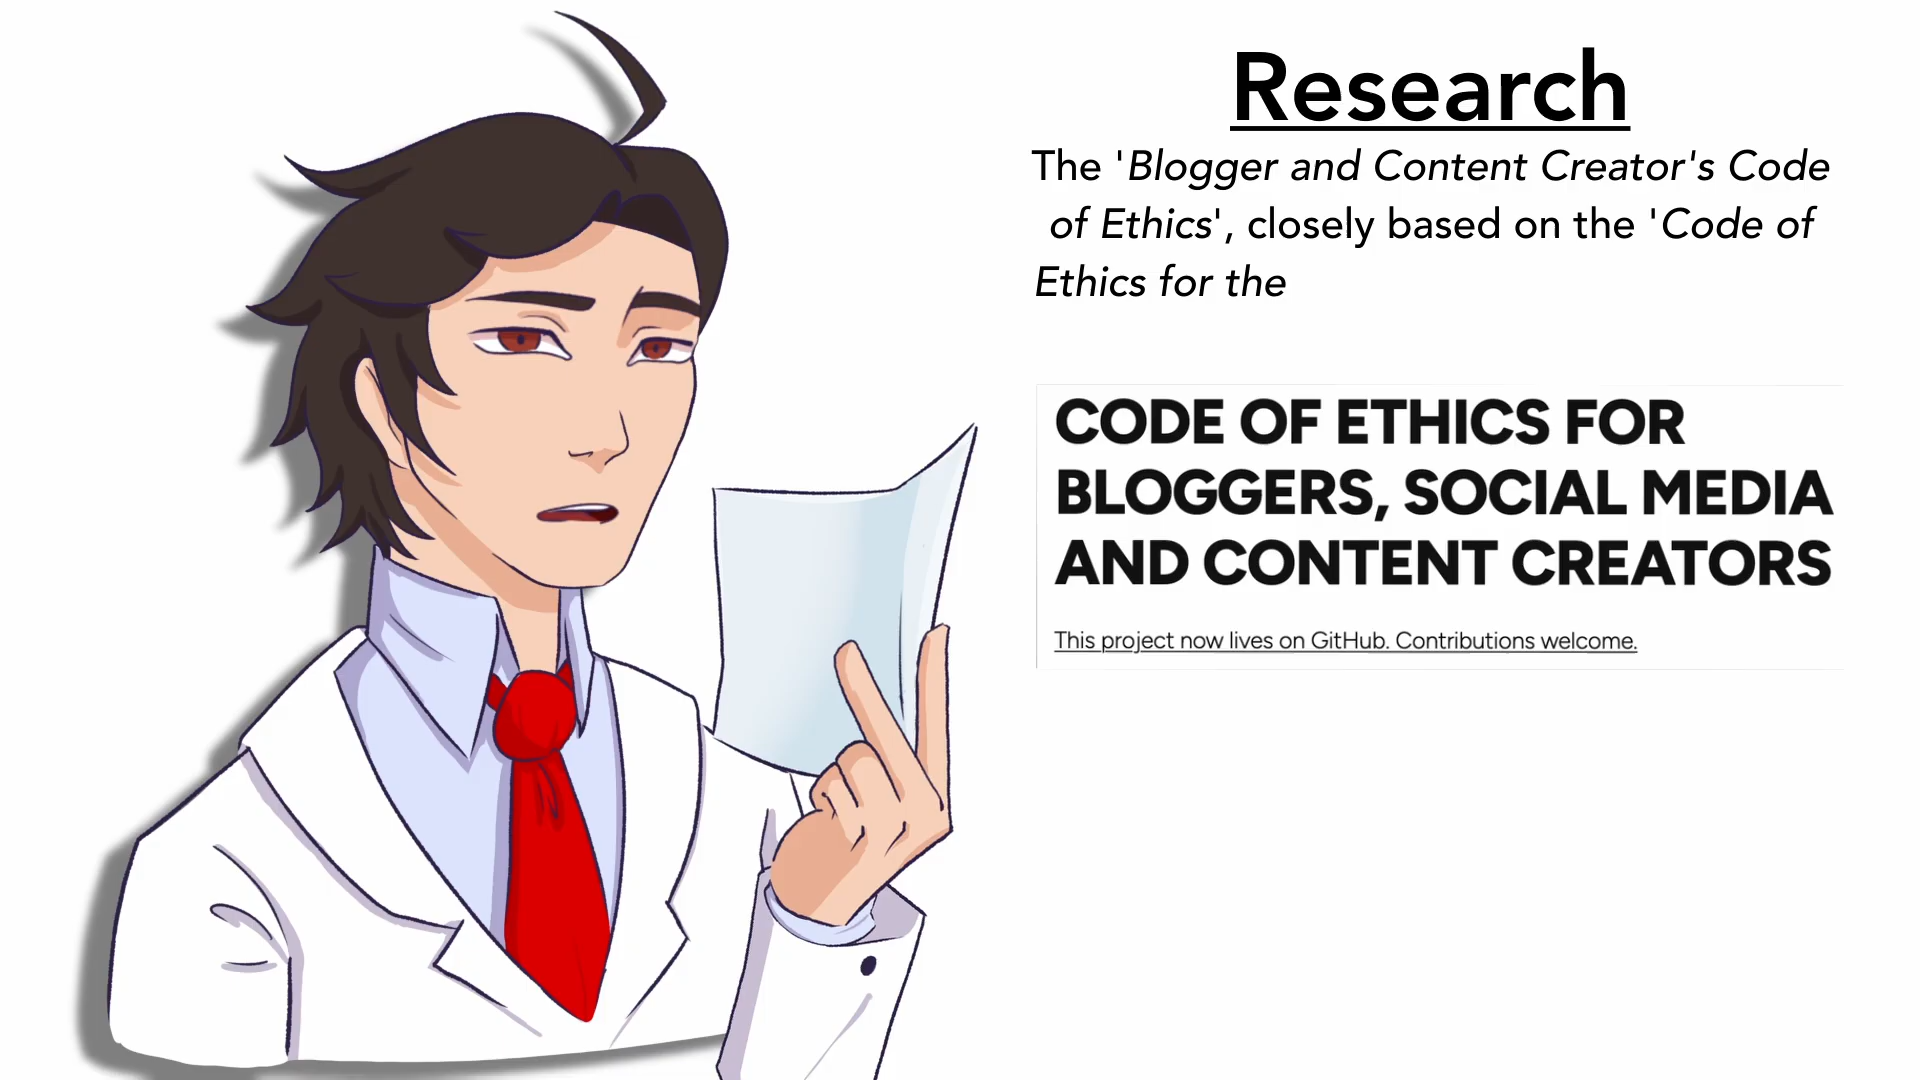 Research
The 'Blogger and Content Creator's Code
of Ethics', closely based on the 'Code of
Ethics for the
CODE OF ETHICS FOR
BLOGGERS, SOCIAL MEDIA
AND CONTENT CREATORS
This project now lives on GitHub. Contributions welcome.